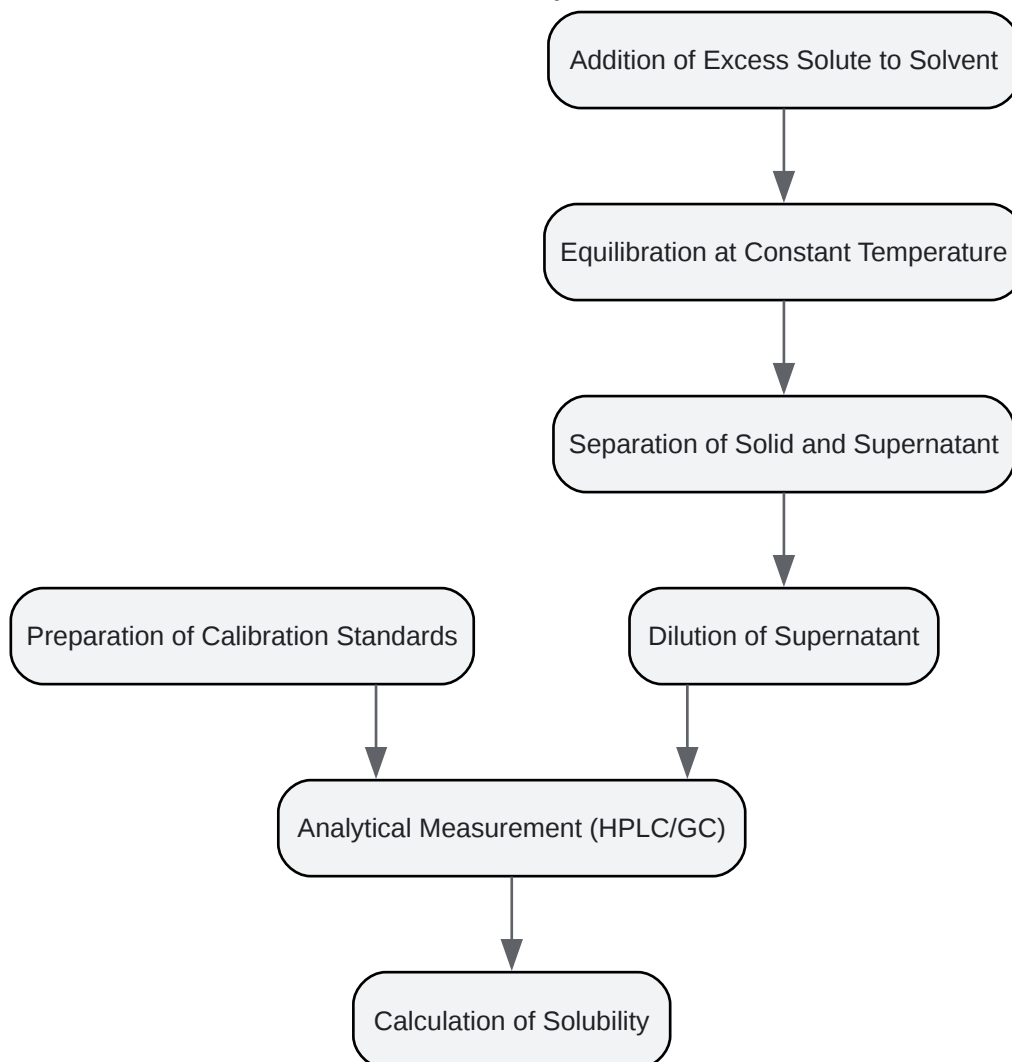 Addition of Excess Solute to Solvent
Equilibration at Constant Temperature
Separation of Solid and Supernatant
Preparation of Calibration Standards
Dilution of Supernatant
Analytical Measurement (HPLC/GC)
Calculation of Solubility